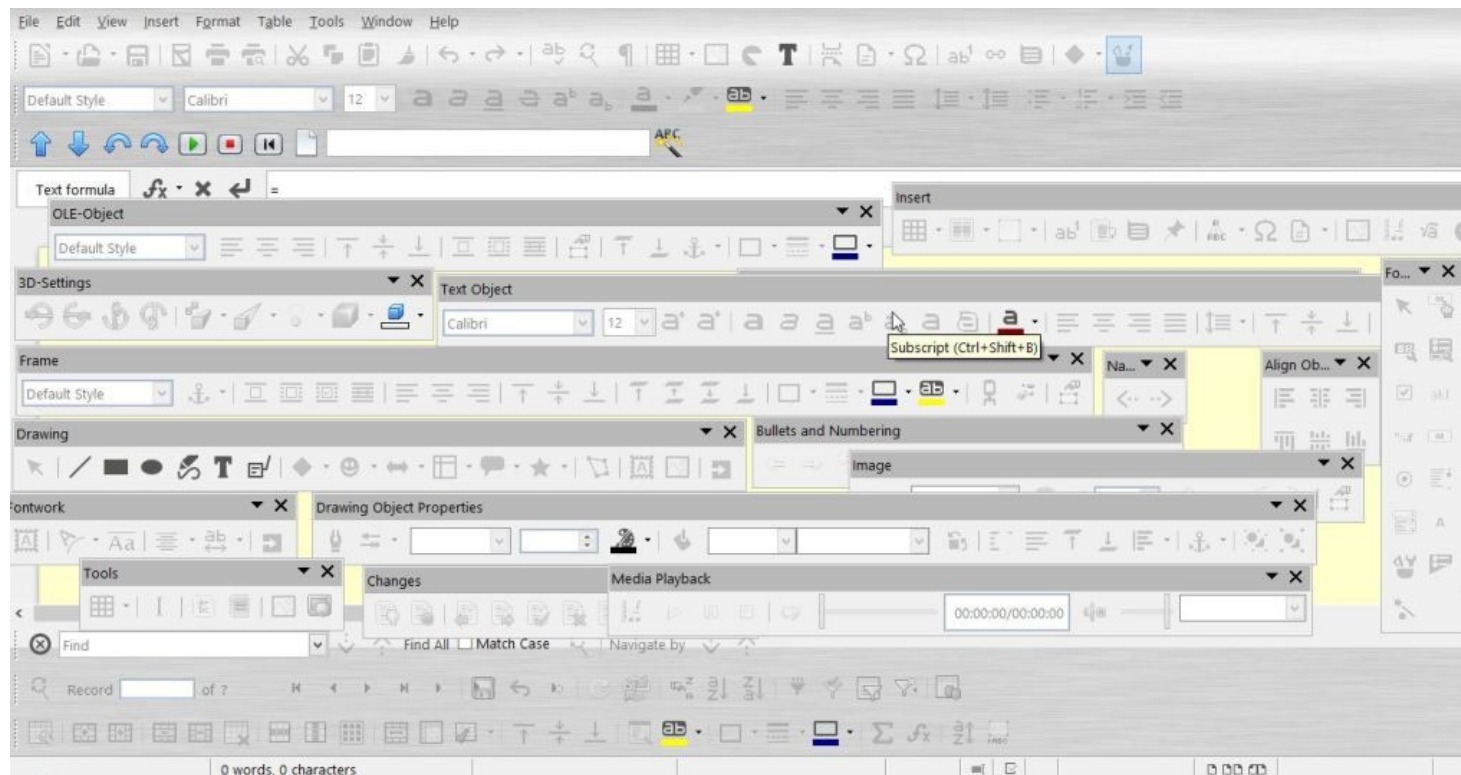 File Edit View Insert Format Table Tools Window Help
Default Style Calibri 12
ABC
Text formula =
Insert
OLE-Object
Default Style
3D-Settings
Text Object
Fo...
Calibri 12
Subscript (Ctrl+Shift+B)
Frame
Na...
Align Ob...
Default Style
Drawing
Bullets and Numbering
Image
Fontwork
Drawing Object Properties
Tools
Changes
Media Playback
00:00:00/00:00:00
Find Find All Match Case Navigate by
Record of ?
0 words, 0 characters